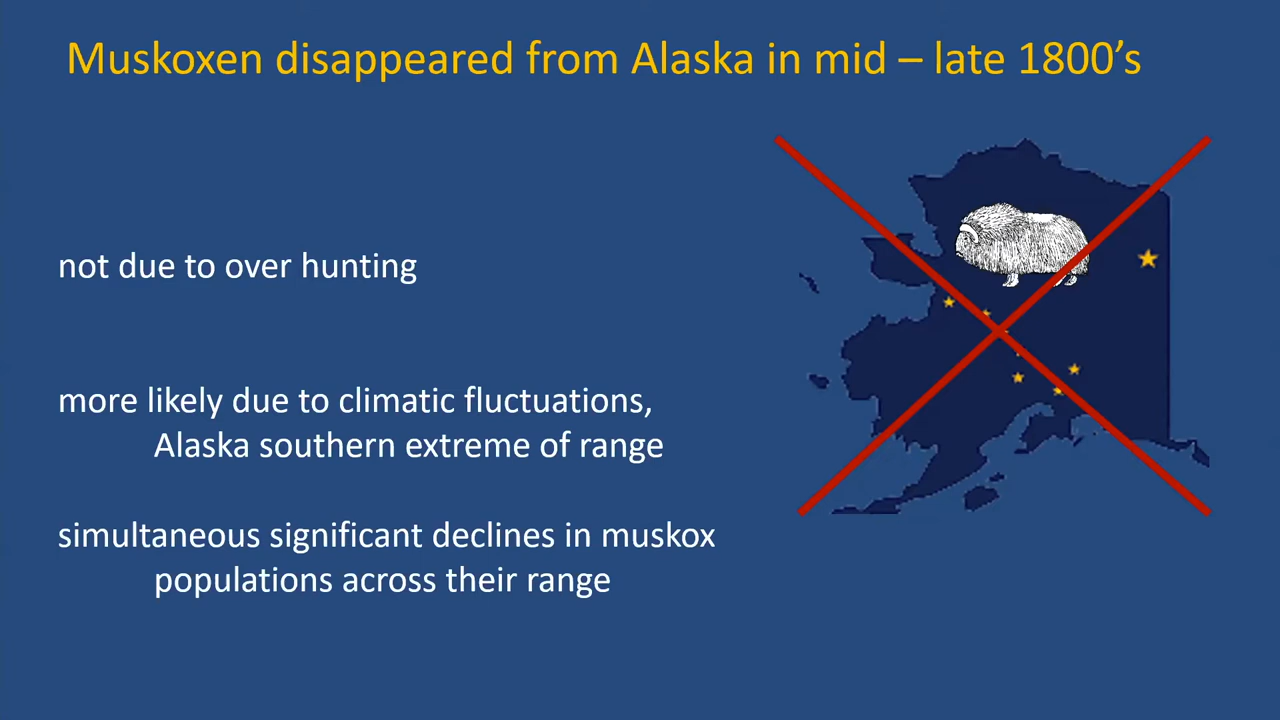 Muskoxen disappeared from Alaska in mid – late 1800’s
not due to over hunting
more likely due to climatic fluctuations,
Alaska southern extreme of range
simultaneous significant declines in muskox
populations across their range